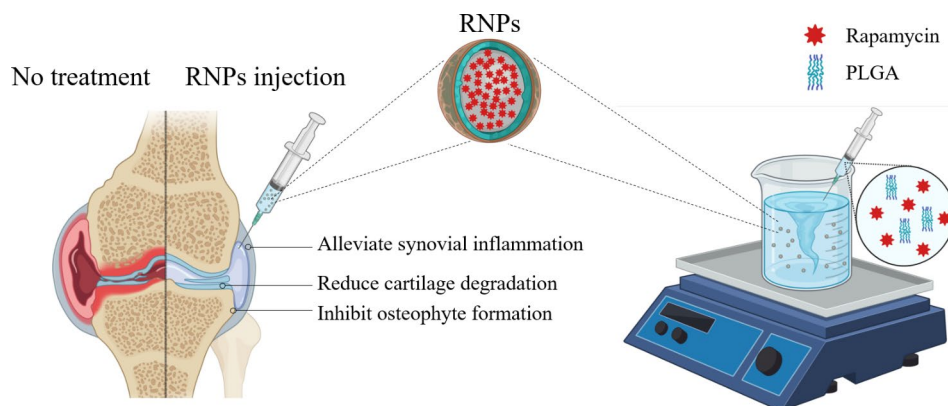 RNPs
Rapamycin
PLGA
No treatment
RNPs injection
Alleviate synovial inflammation
Reduce cartilage degradation
Inhibit osteophyte formation